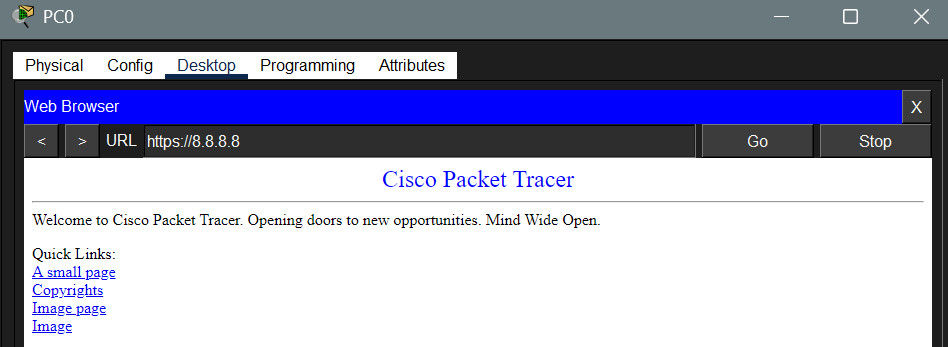 PC0
Physical Config Desktop Programming Attributes
Web Browser X
< > URL https://8.8.8.8 Go Stop
Cisco Packet Tracer
Welcome to Cisco Packet Tracer. Opening doors to new opportunities. Mind Wide Open.
Quick Links:
A small page
Copyrights
Image page
Image